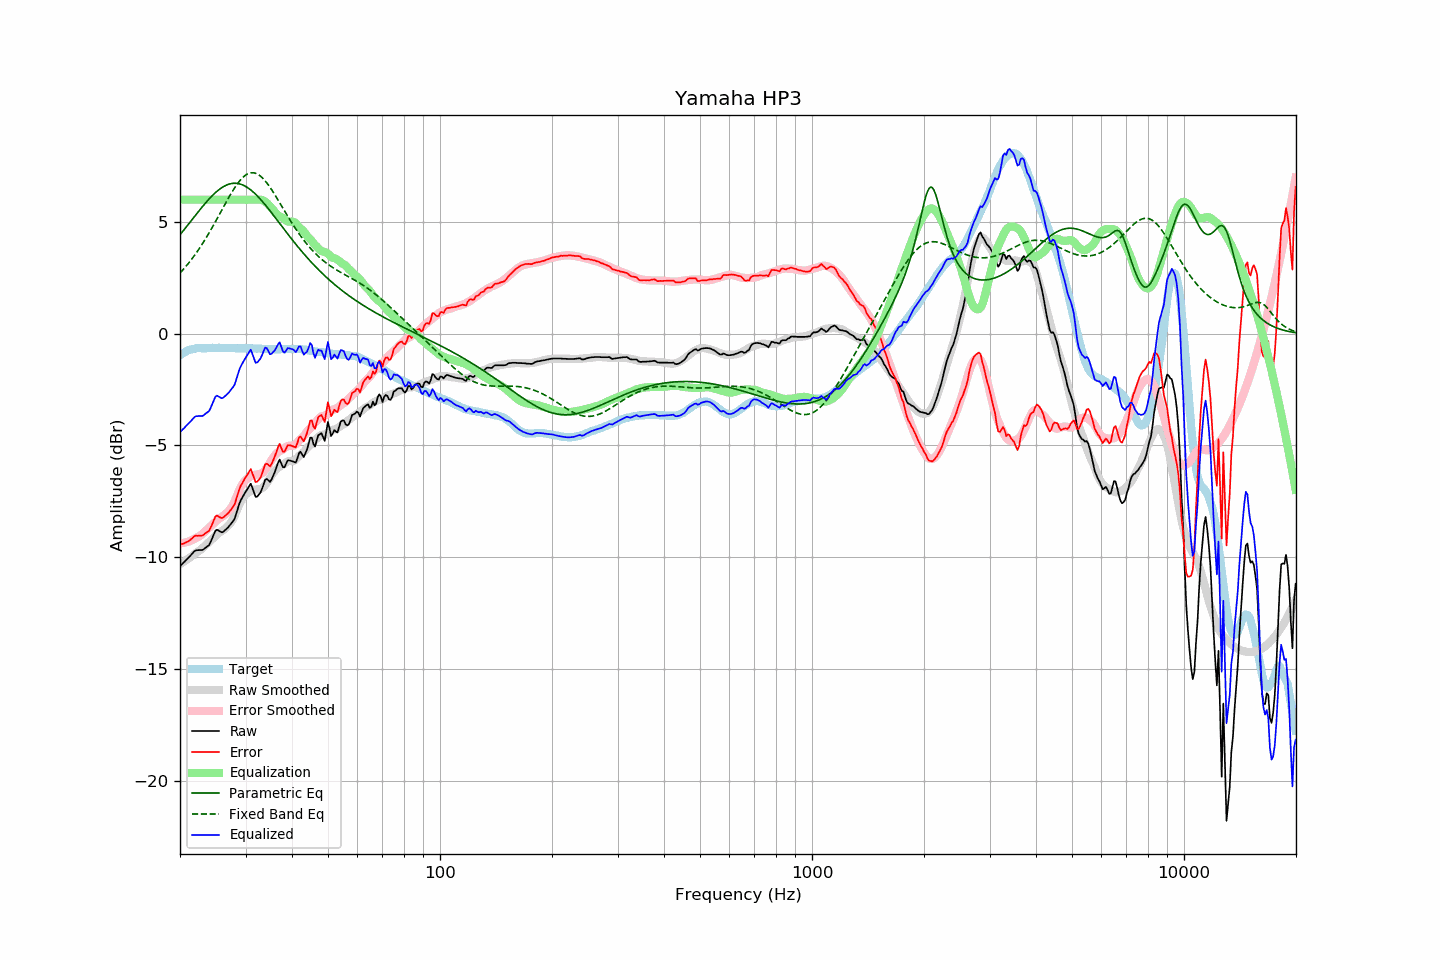 Yamaha HP3
Amplitude (dBr)
5
0
−5
−10
−15
−20
Target
Raw Smoothed
Error Smoothed
Raw
Error
Equalization
Parametric Eq
Fixed Band Eq
Equalized
100
1000
10000
Frequency (Hz)